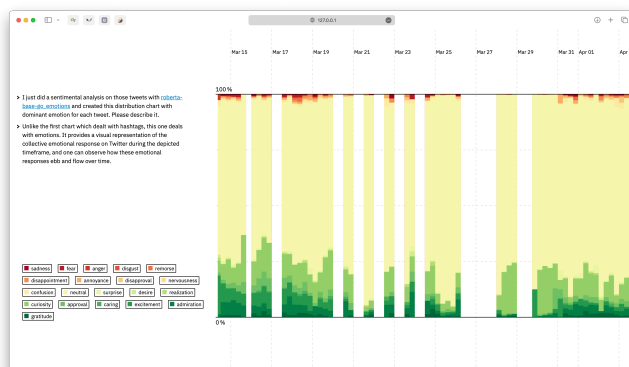 127.0.0.1
Mar 15 Mar 17 Mar 19 Mar 21 Mar 23 Mar 25 Mar 27 Mar 29 Mar 31 Apr 01 Apr
100 %
> I just did a sentimental analysis on those tweets with roberta-
base-go_emotions and created this distribution chart with
dominant emotion for each tweet. Please describe it.
> Unlike the first chart which dealt with hashtags, this one deals
with emotions. It provides a visual representation of the
collective emotional response on Twitter during the depicted
timeframe, and one can observe how these emotional
responses ebb and flow over time.
sadness fear anger disgust remorse
disappointment annoyance disapproval nervousness
confusion neutral surprise desire realization
curiosity approval caring excitement admiration
gratitude
0 %